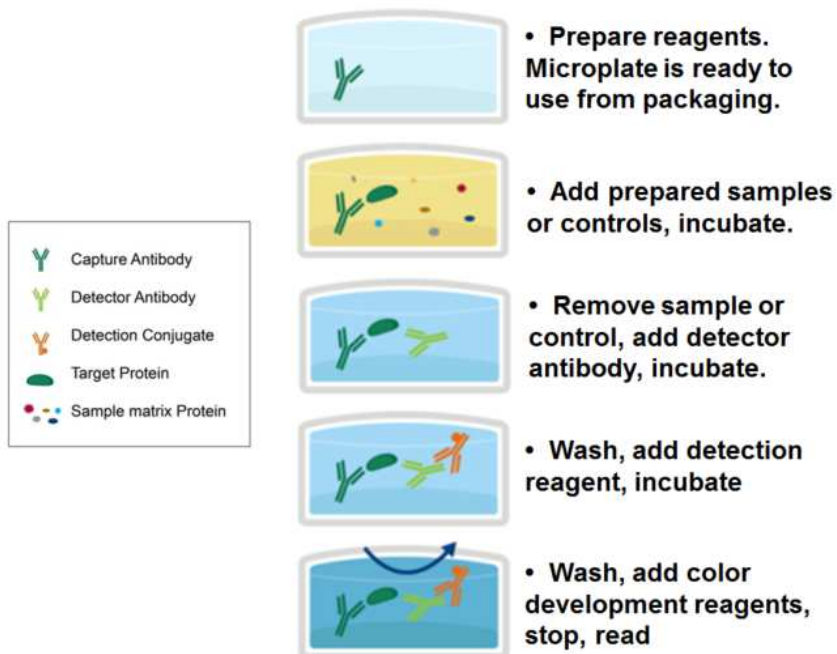 • Prepare reagents.
Microplate is ready to
use from packaging.
• Add prepared samples
or controls, incubate.
Capture Antibody
Detector Antibody
Detection Conjugate
Target Protein
Sample matrix Protein
• Remove sample or
control, add detector
antibody, incubate.
• Wash, add detection
reagent, incubate
• Wash, add color
development reagents,
stop, read